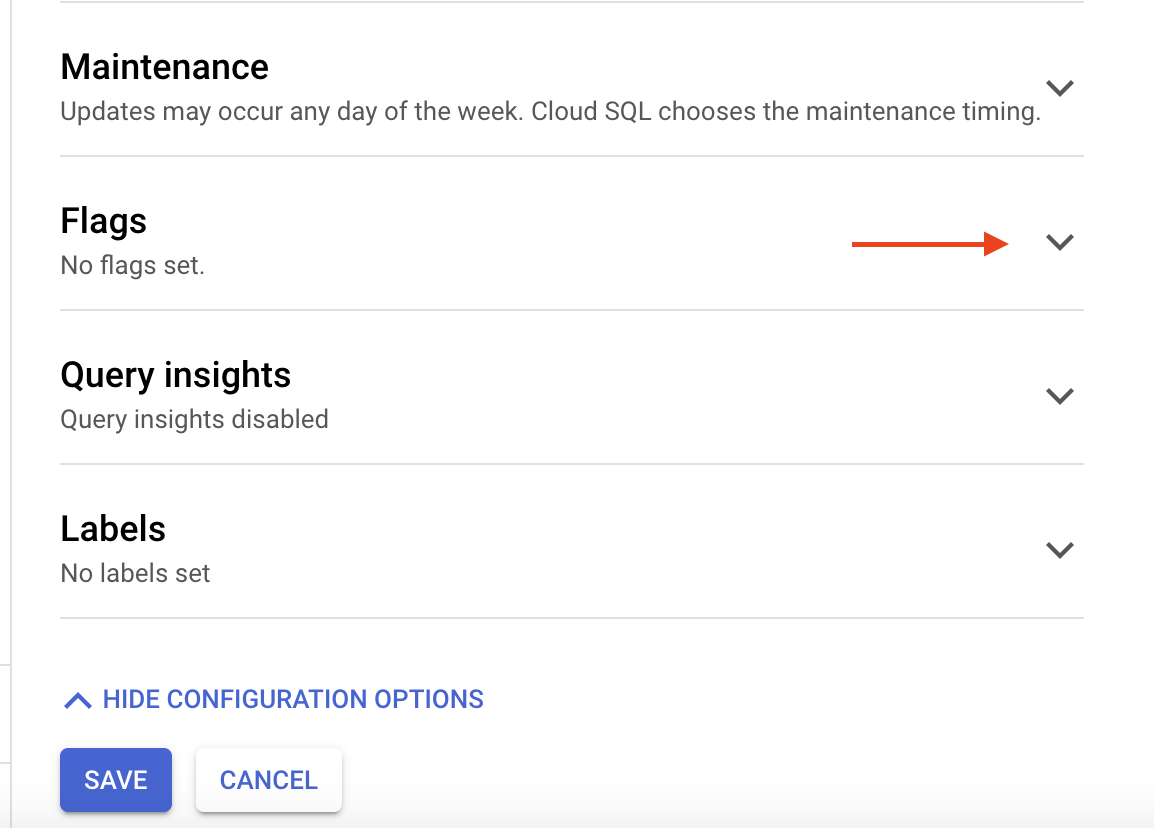 Maintenance
Updates may occur any day of the week. Cloud SQL chooses the maintenance timing.
Flags
No flags set.
Query insights
Query insights disabled
Labels
No labels set
HIDE CONFIGURATION OPTIONS
SAVE CANCEL